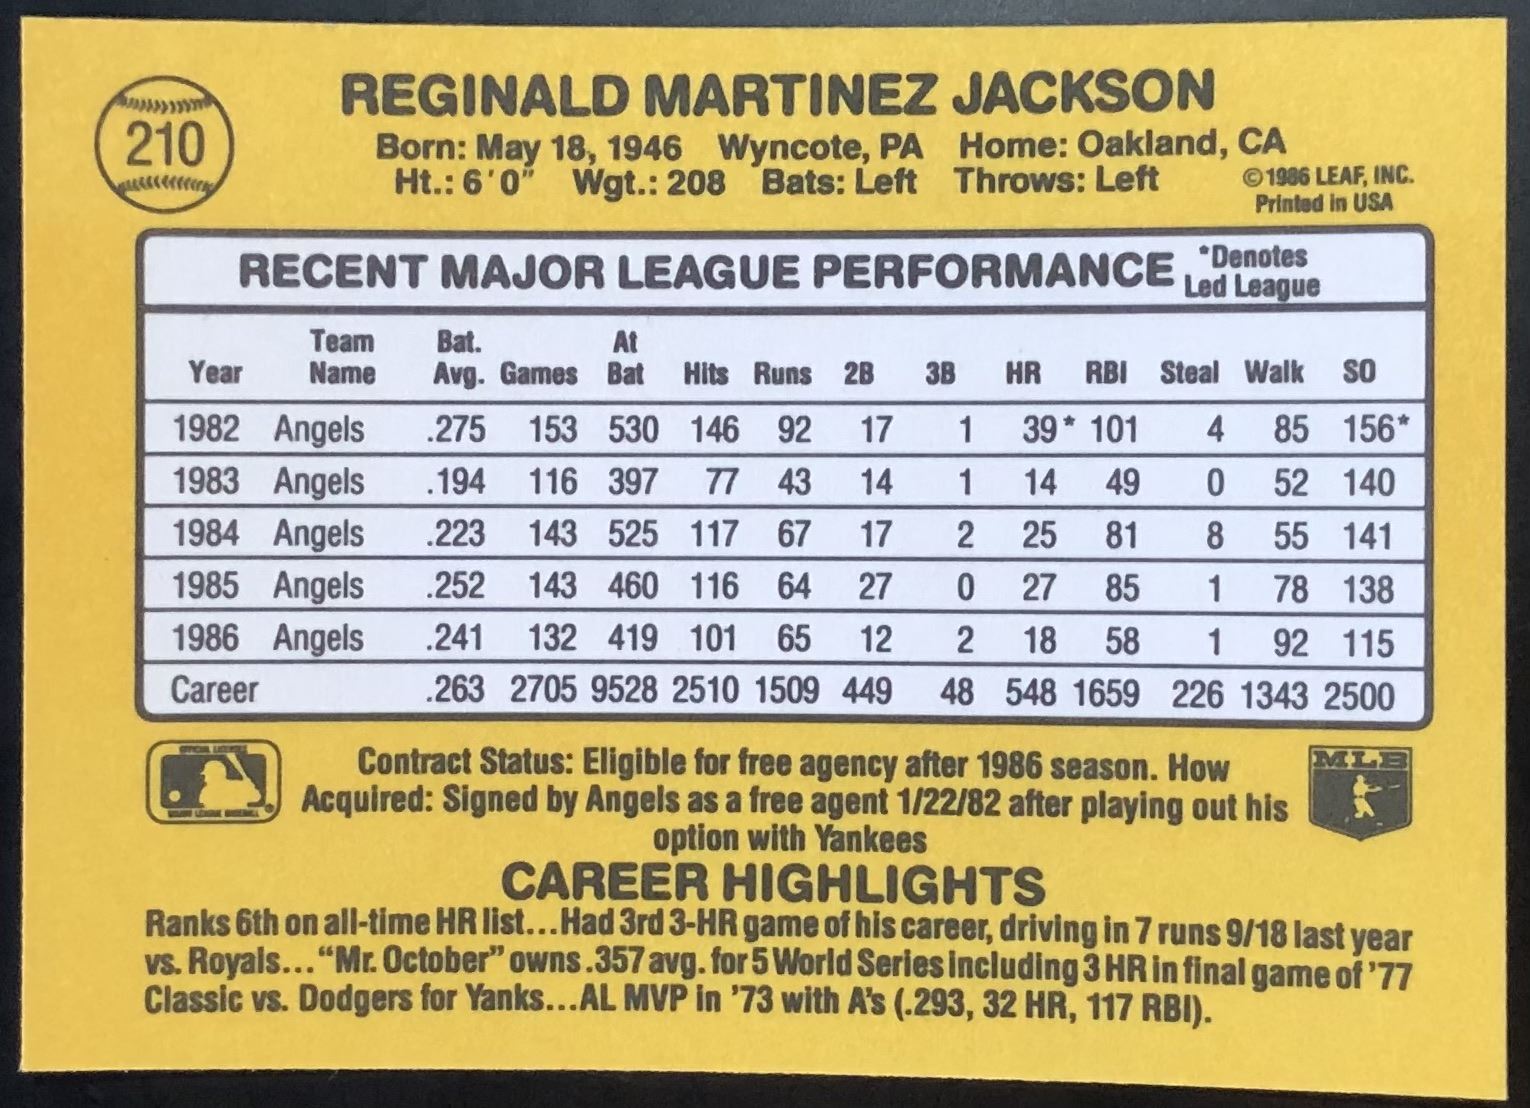 210
REGINALD MARTINEZ JACKSON
Born: May 18, 1946 Wyncote, PA Home: Oakland, CA
Ht.: 6'0" Wgt.: 208 Bats: Left Throws: Left
©1986 LEAF, INC.
Printed in USA
RECENT MAJOR LEAGUE PERFORMANCE *Denotes Led League
Year Team Name Bat. Avg. Games At Bat Hits Runs 2B 3B HR RBI Steal Walk SO
1982 Angels .275 153 530 146 92 17 1 39* 101 4 85 156*
1983 Angels .194 116 397 77 43 14 1 14 49 0 52 140
1984 Angels .223 143 525 117 67 17 2 25 81 8 55 141
1985 Angels .252 143 460 116 64 27 0 27 85 1 78 138
1986 Angels .241 132 419 101 65 12 2 18 58 1 92 115
Career .263 2705 9528 2510 1509 449 48 548 1659 226 1343 2500
Contract Status: Eligible for free agency after 1986 season. How
Acquired: Signed by Angels as a free agent 1/22/82 after playing out his
option with Yankees
MLB
CAREER HIGHLIGHTS
Ranks 6th on all-time HR list...Had 3rd 3-HR game of his career, driving in 7 runs 9/18 last year
vs. Royals... "Mr. October" owns .357 avg. for 5 World Series including 3 HR in final game of '77
Classic vs. Dodgers for Yanks...AL MVP in '73 with A's (.293, 32 HR, 117 RBI).